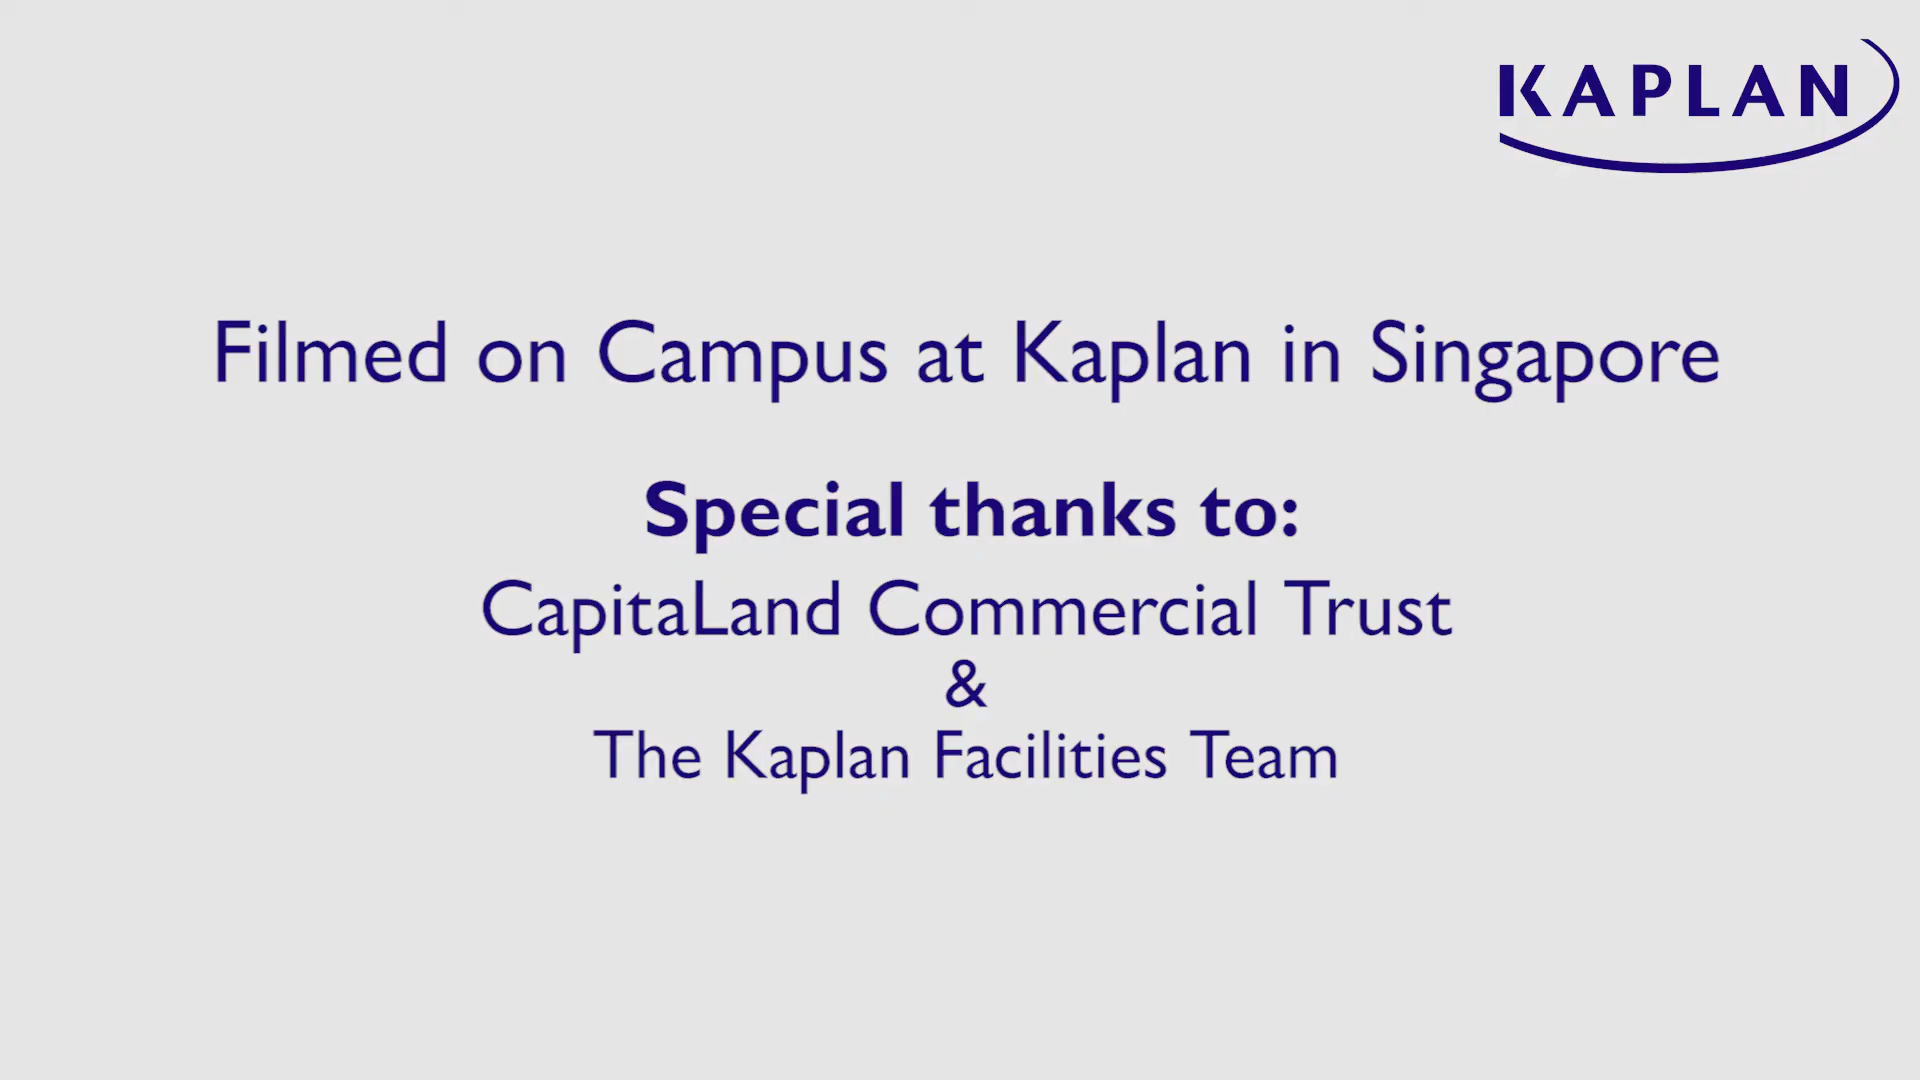 KAPLAN
Filmed on Campus at Kaplan in Singapore
Special thanks to:
CapitaLand Commercial Trust
&
The Kaplan Facilities Team